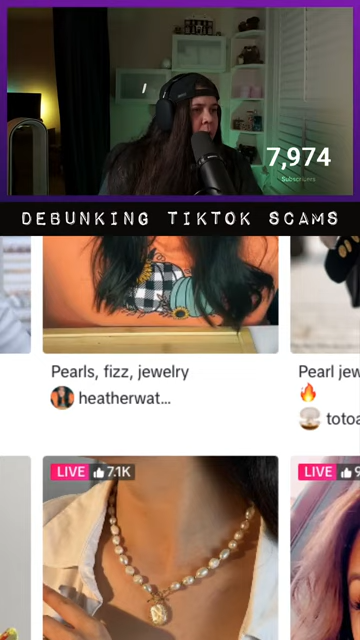 7,974
Subscribers
DEBUNKING TIKTOK SCAMS
Pearls, fizz, jewelry
heatherwat...
Pearl jew
🔥
totoa
LIVE 👍7.1K
LIVE 👍9